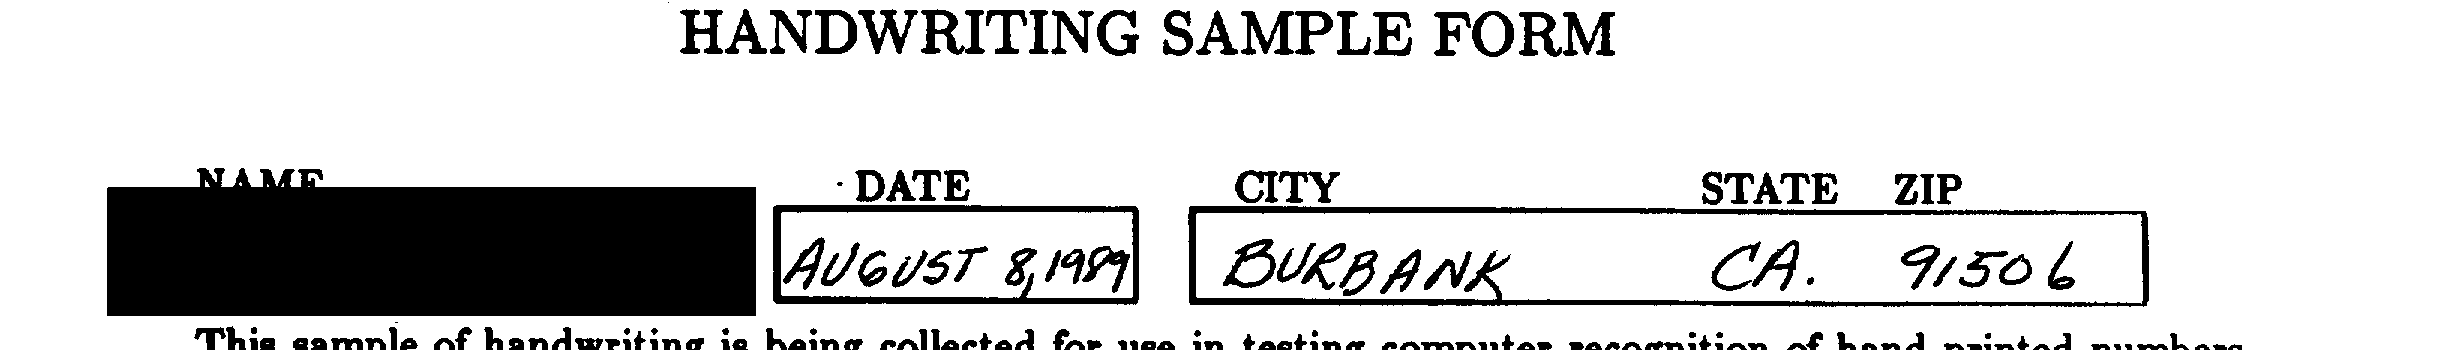 HANDWRITING SAMPLE FORM
NAME DATE CITY STATE ZIP
AUGUST 8, 1989 BURBANK CA. 91506
This sample of handwriting is being collected for use in testing computer recognition of hand printed numbers